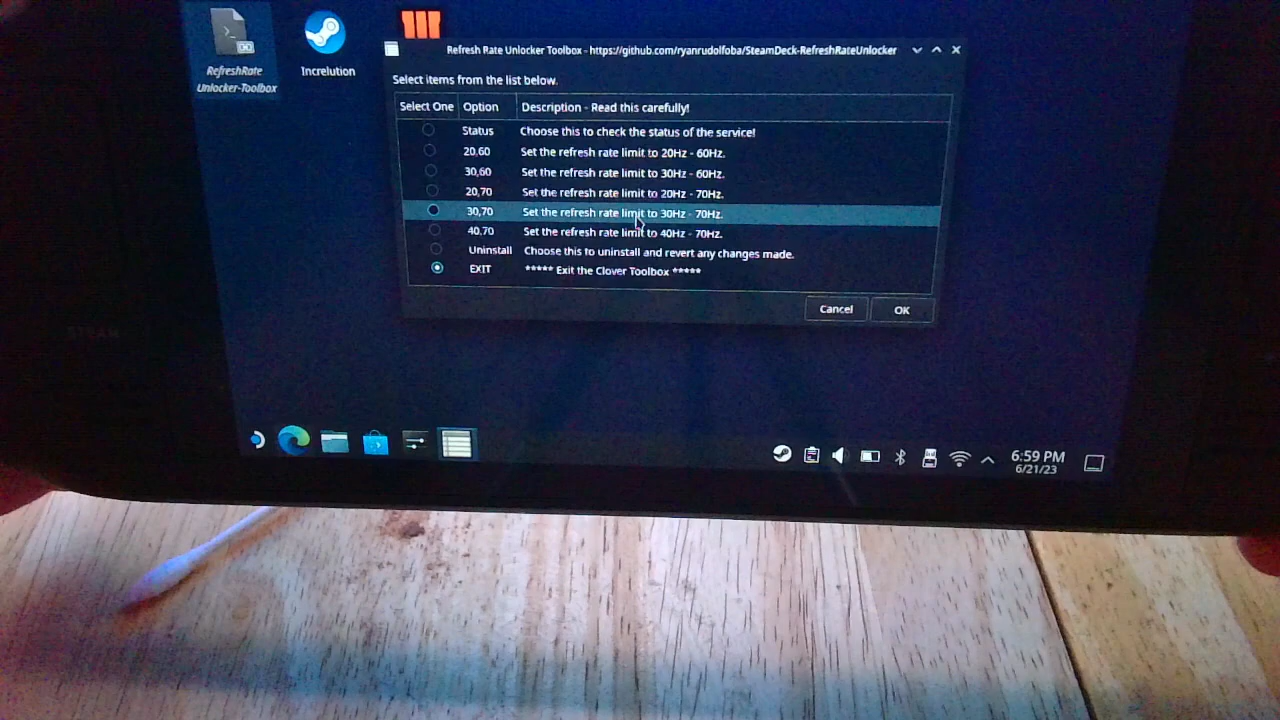 RefreshRate
Unlocker-Toolbox
Increlution
Refresh Rate Unlocker Toolbox - https://github.com/ryanrudolfoba/SteamDeck-RefreshRateUnlocker
Select items from the list below.
Select One Option Description - Read this carefully!
Status Choose this to check the status of the service!
20,60 Set the refresh rate limit to 20Hz - 60Hz.
30,60 Set the refresh rate limit to 30Hz - 60Hz.
20,70 Set the refresh rate limit to 20Hz - 70Hz.
30,70 Set the refresh rate limit to 30Hz - 70Hz.
40,70 Set the refresh rate limit to 40Hz - 70Hz.
Uninstall Choose this to uninstall and revert any changes made.
EXIT ***** Exit the Clover Toolbox *****
Cancel OK
STEAM
6:59 PM
6/21/23